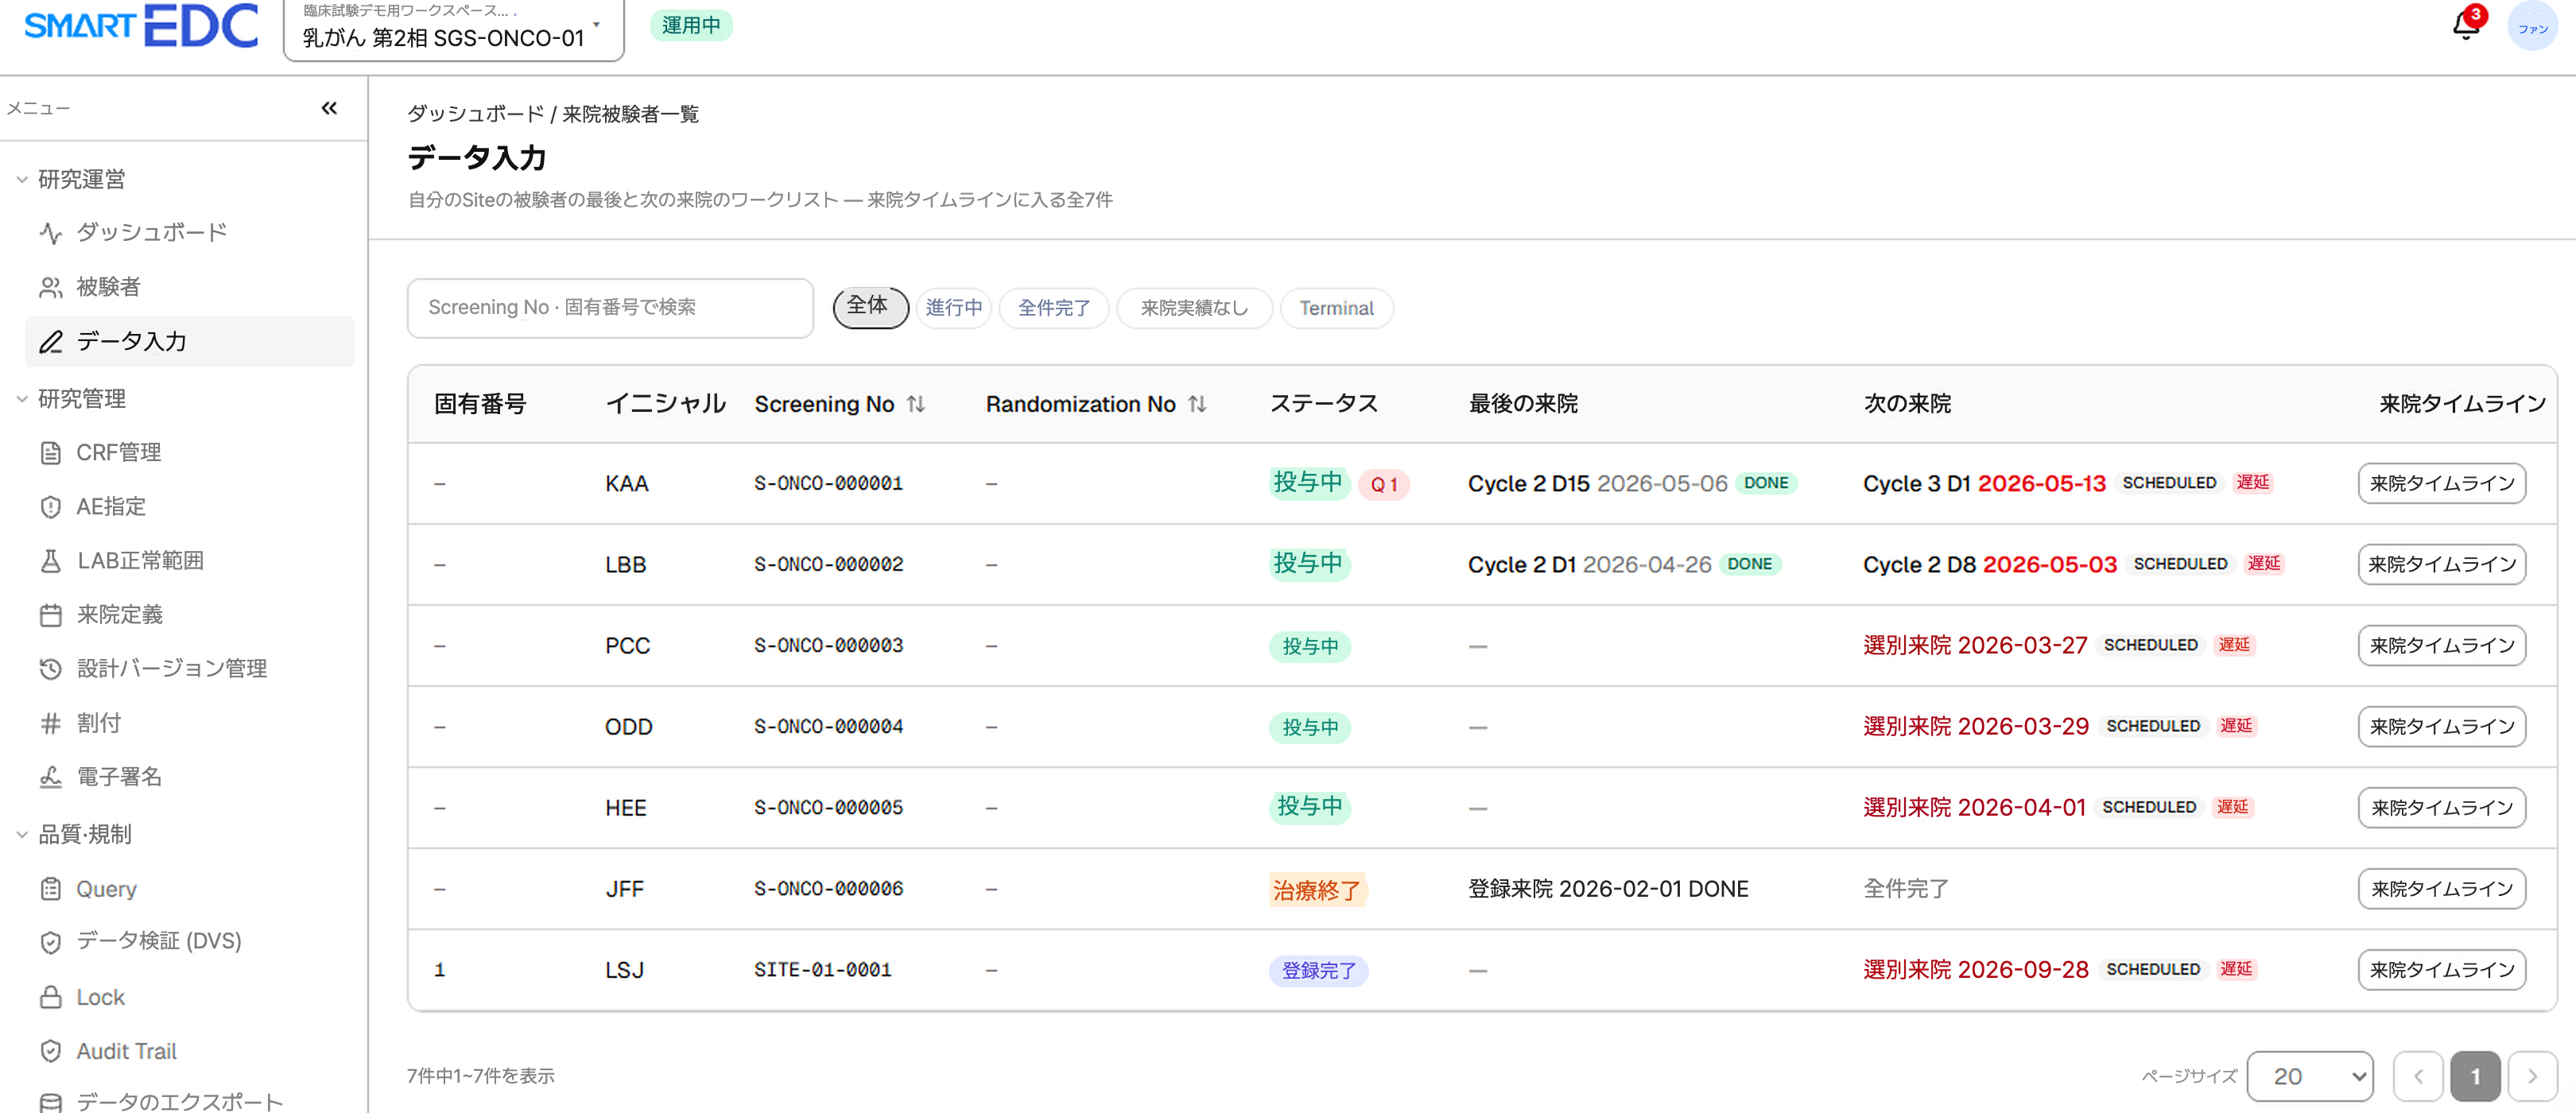 SMART EDC
臨床試験デモ用ワークスペース... .
乳がん 第2相 SGS-ONCO-01
運用中
3
ファン
メニュー
研究運営
ダッシュボード
被験者
データ入力
研究管理
CRF管理
AE指定
LAB正常範囲
来院定義
設計バージョン管理
割付
電子署名
品質·規制
Query
データ検証 (DVS)
Lock
Audit Trail
データのエクスポート
ダッシュボード / 来院被験者一覧
データ入力
自分のSiteの被験者の最後と次の来院のワークリスト — 来院タイムラインに入る全7件
Screening No · 固有番号で検索
全体 進行中 全件完了 来院実績なし Terminal
固有番号 イニシャル Screening No Randomization No ステータス 最後の来院 次の来院 来院タイムライン
– KAA S-ONCO-000001 – 投与中 Q 1 Cycle 2 D15 2026-05-06 DONE Cycle 3 D1 2026-05-13 SCHEDULED 遅延 来院タイムライン
– LBB S-ONCO-000002 – 投与中 Cycle 2 D1 2026-04-26 DONE Cycle 2 D8 2026-05-03 SCHEDULED 遅延 来院タイムライン
– PCC S-ONCO-000003 – 投与中 — 選別来院 2026-03-27 SCHEDULED 遅延 来院タイムライン
– ODD S-ONCO-000004 – 投与中 — 選別来院 2026-03-29 SCHEDULED 遅延 来院タイムライン
– HEE S-ONCO-000005 – 投与中 — 選別来院 2026-04-01 SCHEDULED 遅延 来院タイムライン
– JFF S-ONCO-000006 – 治療終了 登録来院 2026-02-01 DONE 全件完了 来院タイムライン
1 LSJ SITE-01-0001 – 登録完了 — 選別来院 2026-09-28 SCHEDULED 遅延 来院タイムライン
7件中1~7件を表示
ページサイズ 20 1